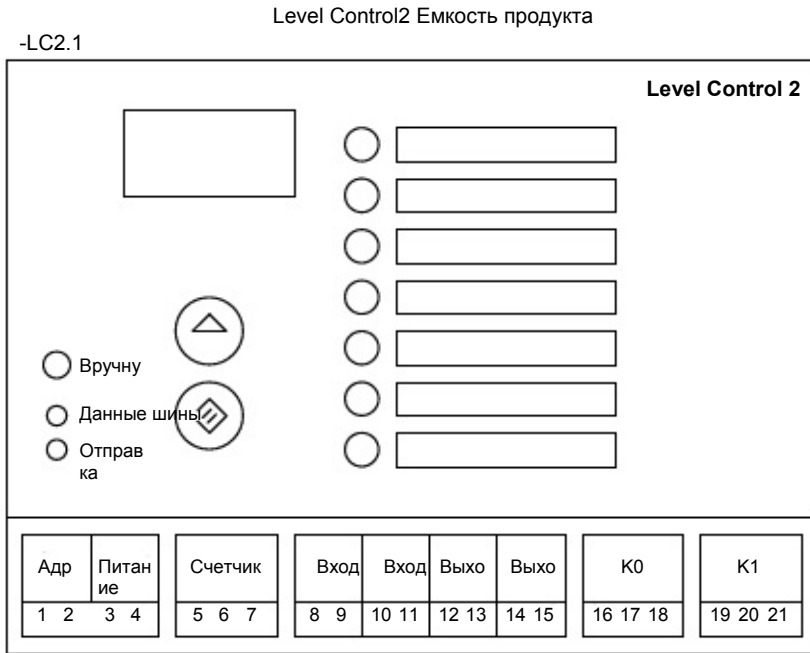 Level Control2 Емкость продукта
-LC2.1
Level Control 2
Вручну
Данные шины
Отправ
ка
Адр Питан
ие Счетчик Вход Вход Выхо Выхо K0 K1
1 2 3 4 5 6 7 8 9 10 11 12 13 14 15 16 17 18 19 20 21